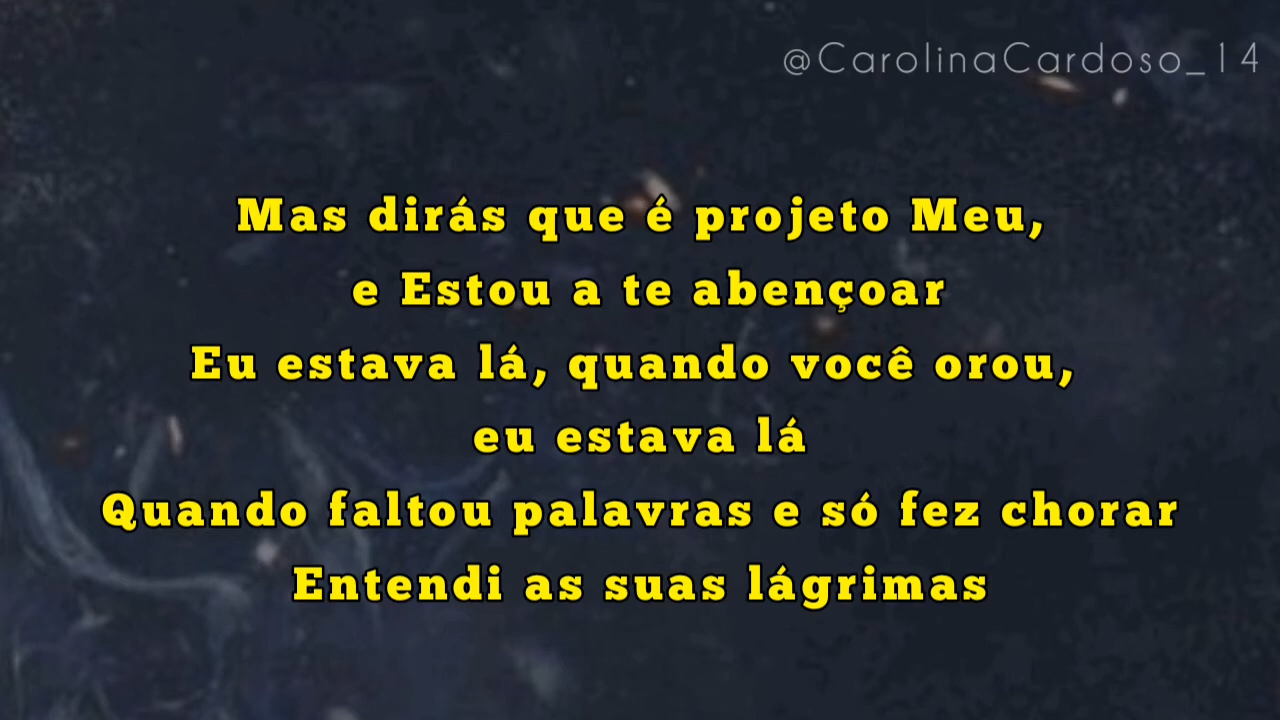 @CarolinaCardoso_14
Mas dirás que é projeto Meu,
e Estou a te abençoar
Eu estava lá, quando você orou,
eu estava lá
Quando faltou palavras e só fez chorar
Entendi as suas lágrimas